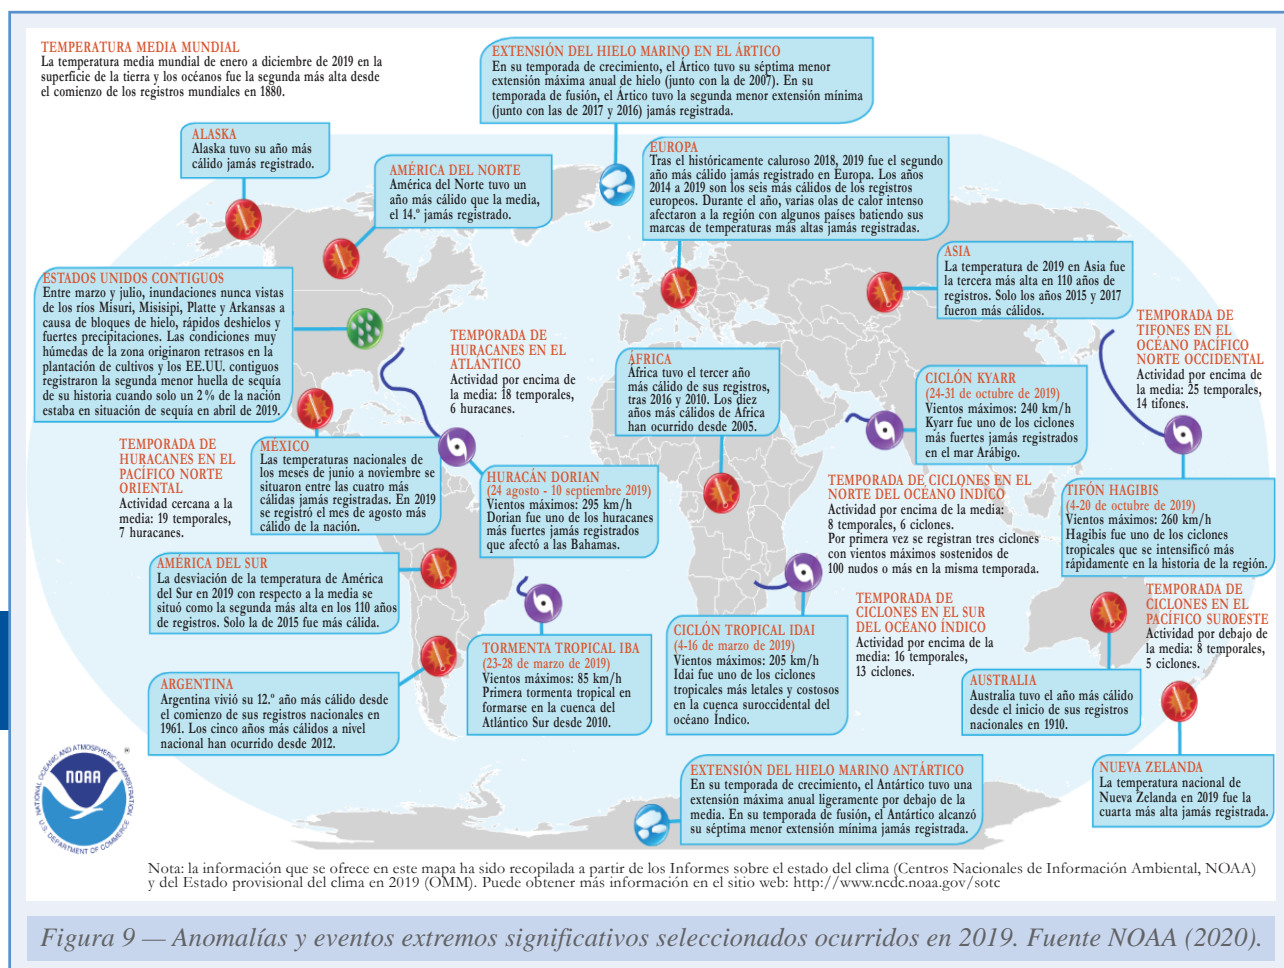 TEMPERATURA MEDIA MUNDIAL
La temperatura media mundial de enero a diciembre de 2019 en la
superficie de la tierra y los océanos fue la segunda más alta desde
el comienzo de los registros mundiales en 1880.
EXTENSIÓN DEL HIELO MARINO EN EL ÁRTICO
En su temporada de crecimiento, el Ártico tuvo su séptima menor
extensión máxima anual de hielo (junto con la de 2007). En su
temporada de fusión, el Ártico tuvo la segunda menor extensión mínima
(junto con las de 2017 y 2016) jamás registrada.
ALASKA
Alaska tuvo su año más
cálido jamás registrado.
AMÉRICA DEL NORTE
América del Norte tuvo un
año más cálido que la media,
el 14.º jamás registrado.
EUROPA
Tras el históricamente caluroso 2018, 2019 fue el segundo
año más cálido jamás registrado en Europa. Los años
2014 a 2019 son los seis más cálidos de los registros
europeos. Durante el año, varias olas de calor intenso
afectaron a la región con algunos países batiendo sus
marcas de temperaturas más altas jamás registradas.
ASIA
La temperatura de 2019 en Asia fue
la tercera más alta en 110 años de
registros. Solo los años 2015 y 2017
fueron más cálidos.
ESTADOS UNIDOS CONTIGUOS
Entre marzo y julio, inundaciones nunca vistas
de los ríos Misuri, Misisipi, Platte y Arkansas a
causa de bloques de hielo, rápidos deshielos y
fuertes precipitaciones. Las condiciones muy
húmedas de la zona originaron retrasos en la
plantación de cultivos y los EE.UU. contiguos
registraron la segunda menor huella de sequía
de su historia cuando solo un 2 % de la nación
estaba en situación de sequía en abril de 2019.
TEMPORADA DE
HURACANES EN EL
ATLÁNTICO
Actividad por encima de
la media: 18 temporales,
6 huracanes.
ÁFRICA
África tuvo el tercer año
más cálido de sus registros,
tras 2016 y 2010. Los diez
años más cálidos de África
han ocurrido desde 2005.
CICLÓN KYARR
(24-31 de octubre de 2019)
Vientos máximos: 240 km/h
Kyarr fue uno de los ciclones
más fuertes jamás registrados
en el mar Arábigo.
TEMPORADA DE
TIFONES EN EL
OCÉANO PACÍFICO
NORTE OCCIDENTAL
Actividad por encima de
la media: 25 temporales,
14 tifones.
TEMPORADA DE
HURACANES EN EL
PACÍFICO NORTE
ORIENTAL
Actividad cercana a la
media: 19 temporales,
7 huracanes.
MÉXICO
Las temperaturas nacionales de
los meses de junio a noviembre se
situaron entre las cuatro más
cálidas jamás registradas. En 2019
se registró el mes de agosto más
cálido de la nación.
HURACÁN DORIAN
(24 agosto - 10 septiembre 2019)
Vientos máximos: 295 km/h
Dorian fue uno de los huracanes
más fuertes jamás registrados
que afectó a las Bahamas.
TEMPORADA DE CICLONES EN EL
NORTE DEL OCÉANO ÍNDICO
Actividad por encima de la media:
8 temporales, 6 ciclones.
Por primera vez se registran tres ciclones
con vientos máximos sostenidos de
100 nudos o más en la misma temporada.
TIFÓN HAGIBIS
(4-20 de octubre de 2019)
Vientos máximos: 260 km/h
Hagibis fue uno de los ciclones
tropicales que se intensificó más
rápidamente en la historia de la región.
AMÉRICA DEL SUR
La desviación de la temperatura de América
del Sur en 2019 con respecto a la media se
situó como la segunda más alta en los 110 años
de registros. Solo la de 2015 fue más cálida.
TORMENTA TROPICAL IBA
(23-28 de marzo de 2019)
Vientos máximos: 85 km/h
Primera tormenta tropical en
formarse en la cuenca del
Atlántico Sur desde 2010.
CICLÓN TROPICAL IDAI
(4-16 de marzo de 2019)
Vientos máximos: 205 km/h
Idai fue uno de los ciclones
tropicales más letales y costosos
en la cuenca suroccidental del
océano Índico.
TEMPORADA DE
CICLONES EN EL SUR
DEL OCÉANO ÍNDICO
Actividad por encima de la
media: 16 temporales,
13 ciclones.
TEMPORADA DE
CICLONES EN EL
PACÍFICO SUROESTE
Actividad por debajo de
la media: 8 temporales,
5 ciclones.
ARGENTINA
Argentina vivió su 12.º año más cálido desde
el comienzo de sus registros nacionales en
1961. Los cinco años más cálidos a nivel
nacional han ocurrido desde 2012.
AUSTRALIA
Australia tuvo el año más cálido
desde el inicio de sus registros
nacionales en 1910.
NUEVA ZELANDA
La temperatura nacional de
Nueva Zelanda en 2019 fue la
cuarta más alta jamás registrada.
EXTENSIÓN DEL HIELO MARINO ANTÁRTICO
En su temporada de crecimiento, el Antártico tuvo una
extensión máxima anual ligeramente por debajo de la
media. En su temporada de fusión, el Antártico alcanzó
su séptima menor extensión mínima jamás registrada.
NATIONAL OCEANIC AND ATMOSPHERIC ADMINISTRATION
NOAA
U.S. DEPARTMENT OF COMMERCE
®
Nota: la información que se ofrece en este mapa ha sido recopilada a partir de los Informes sobre el estado del clima (Centros Nacionales de Información Ambiental, NOAA)
y del Estado provisional del clima en 2019 (OMM). Puede obtener más información en el sitio web: http://www.ncdc.noaa.gov/sotc
Figura 9 — Anomalías y eventos extremos significativos seleccionados ocurridos en 2019. Fuente NOAA (2020).